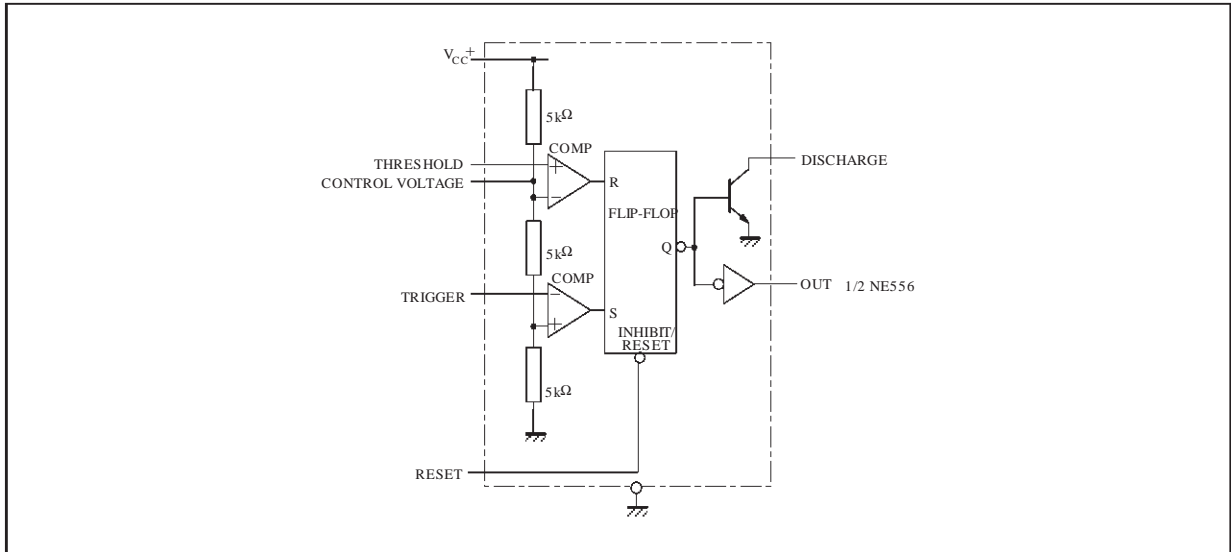 VCC+
5kΩ
COMP
THRESHOLD
CONTROL VOLTAGE
+
−
R
FLIP-FLOP
DISCHARGE
Q
5kΩ
COMP
TRIGGER
−
+
S
OUT 1/2 NE556
INHIBIT/
RESET
5kΩ
RESET